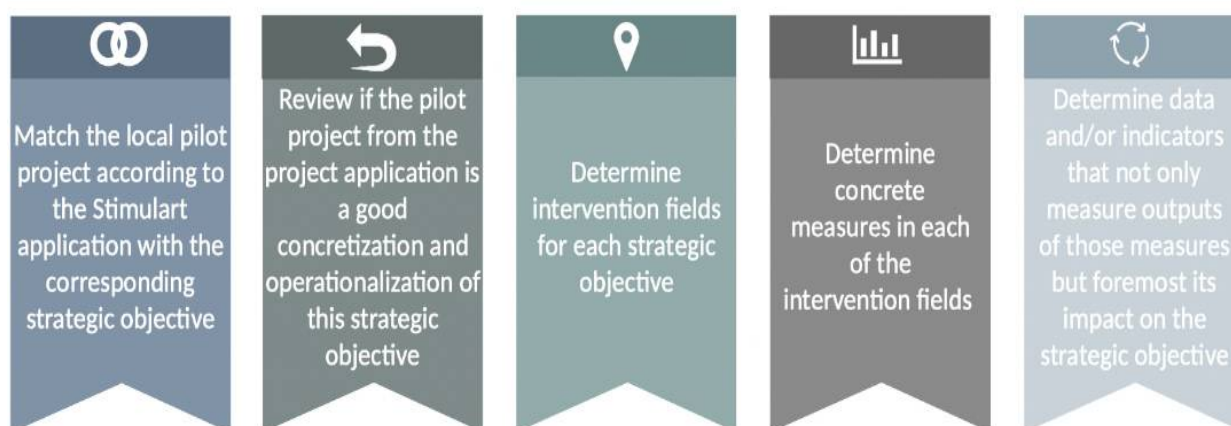 Match the local pilot
project according to
the Stimulart
application with the
corresponding
strategic objective
Review if the pilot
project from the
project application is
a good
concretization and
operationalization of
this strategic
objective
Determine
intervention fields
for each strategic
objective
Determine
concrete
measures in each
of the
intervention fields
Determine data
and/or indicators
that not only
measure outputs
of those measures
but foremost its
impact on the
strategic objective